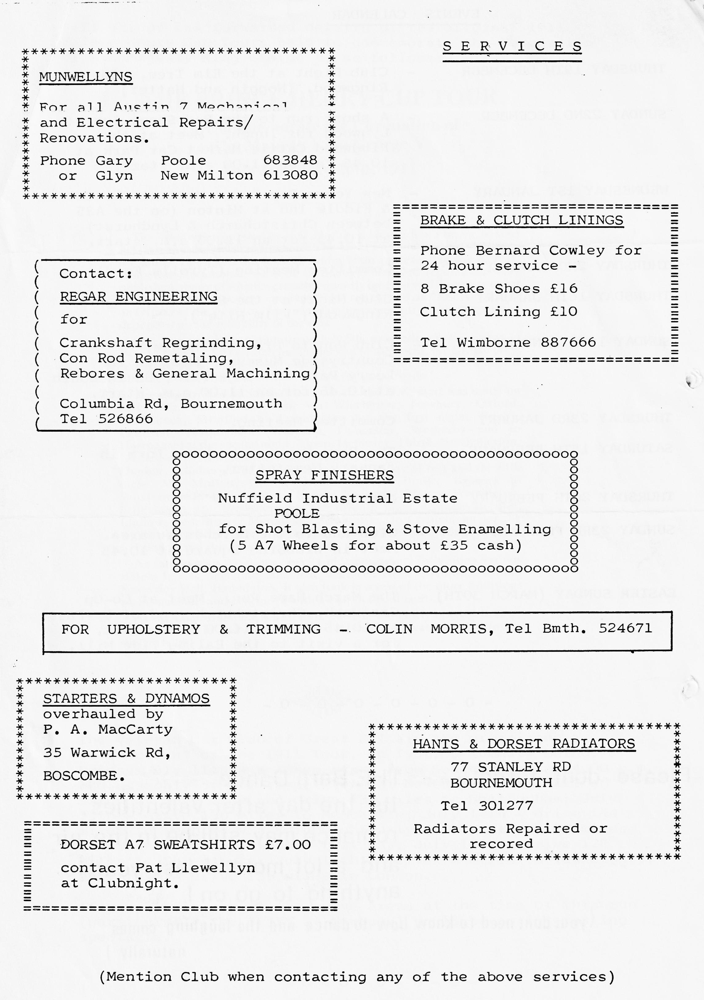 S E R V I C E S
MUNWELLYNS
For all Austin 7 Mechanical
and Electrical Repairs/
Renovations.
Phone Gary Poole 683848
or Glyn New Milton 613080
BRAKE & CLUTCH LININGS
Phone Bernard Cowley for
24 hour service -
8 Brake Shoes £16
Clutch Lining £10
Tel Wimborne 887666
Contact:
REGAR ENGINEERING
for
Crankshaft Regrinding,
Con Rod Remetaling,
Rebores & General Machining
Columbia Rd, Bournemouth
Tel 526866
SPRAY FINISHERS
Nuffield Industrial Estate
POOLE
for Shot Blasting & Stove Enamelling
(5 A7 Wheels for about £35 cash)
FOR UPHOLSTERY & TRIMMING - COLIN MORRIS, Tel Bmth. 524671
STARTERS & DYNAMOS
overhauled by
P. A. MacCarty
35 Warwick Rd,
BOSCOMBE.
HANTS & DORSET RADIATORS
77 STANLEY RD
BOURNEMOUTH
Tel 301277
Radiators Repaired or
recored
DORSET A7 SWEATSHIRTS £7.00
contact Pat Llewellyn
at Clubnight.
(Mention Club when contacting any of the above services)